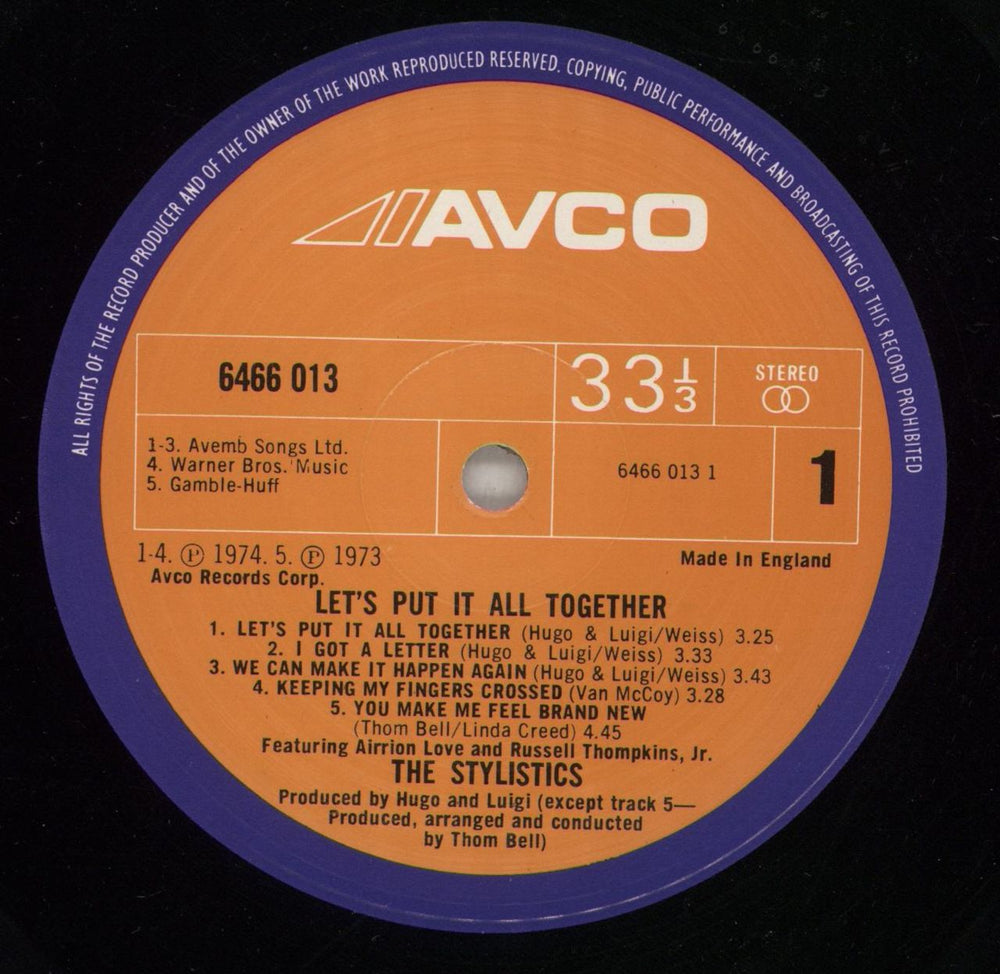 ALL RIGHTS OF THE RECORD PRODUCER AND OF THE OWNER OF THE WORK REPRODUCED RESERVED. COPYING, PUBLIC PERFORMANCE AND BROADCASTING OF THIS RECORD PROHIBITED
AVCO
6466 013
33 1/3
STEREO
1-3. Avemb Songs Ltd.
4. Warner Bros. Music
5. Gamble-Huff
6466 013 1
1
1-4. ℗ 1974. 5. ℗ 1973
Avco Records Corp.
Made In England
LET'S PUT IT ALL TOGETHER
1. LET'S PUT IT ALL TOGETHER (Hugo & Luigi/Weiss) 3.25
2. I GOT A LETTER (Hugo & Luigi/Weiss) 3.33
3. WE CAN MAKE IT HAPPEN AGAIN (Hugo & Luigi/Weiss) 3.43
4. KEEPING MY FINGERS CROSSED (Van McCoy) 3.28
5. YOU MAKE ME FEEL BRAND NEW
(Thom Bell/Linda Creed) 4.45
Featuring Airrion Love and Russell Thompkins, Jr.
THE STYLISTICS
Produced by Hugo and Luigi (except track 5—
Produced, arranged and conducted
by Thom Bell)